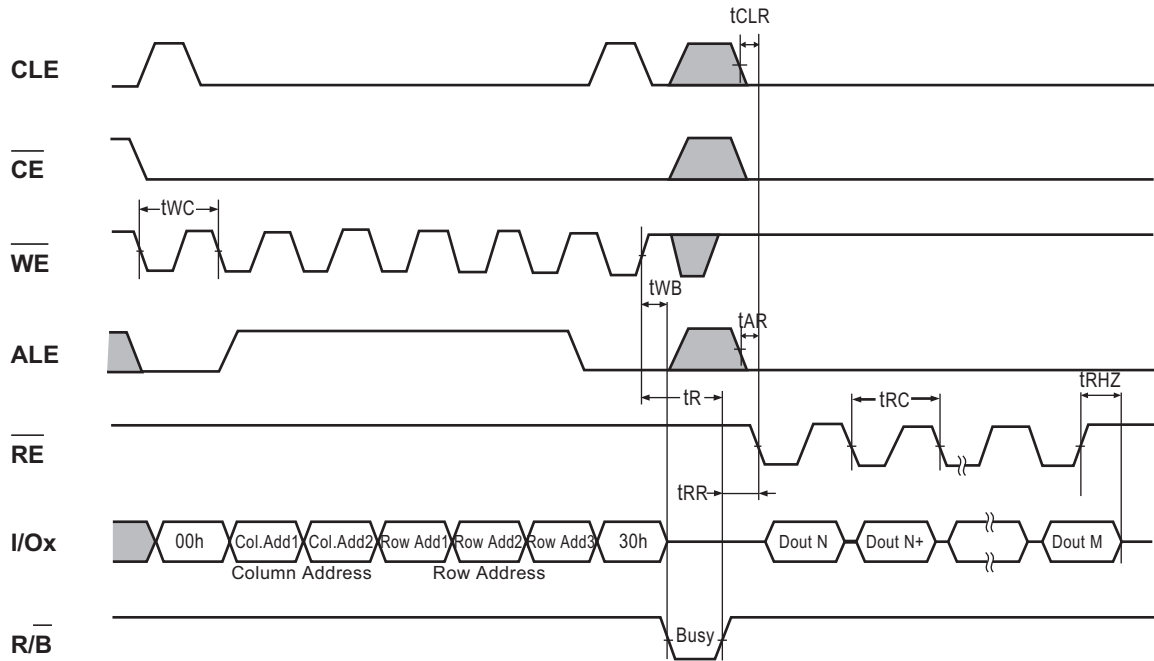 tCLR
CLE
CE
tWC
WE
tWB
tAR
ALE
tR
tRC
tRHZ
RE
tRR
I/Ox
00h
Col.Add1
Col.Add2
Row Add1
Row Add2
Row Add3
30h
Dout N
Dout N+
Dout M
Column Address
Row Address
R/B
Busy